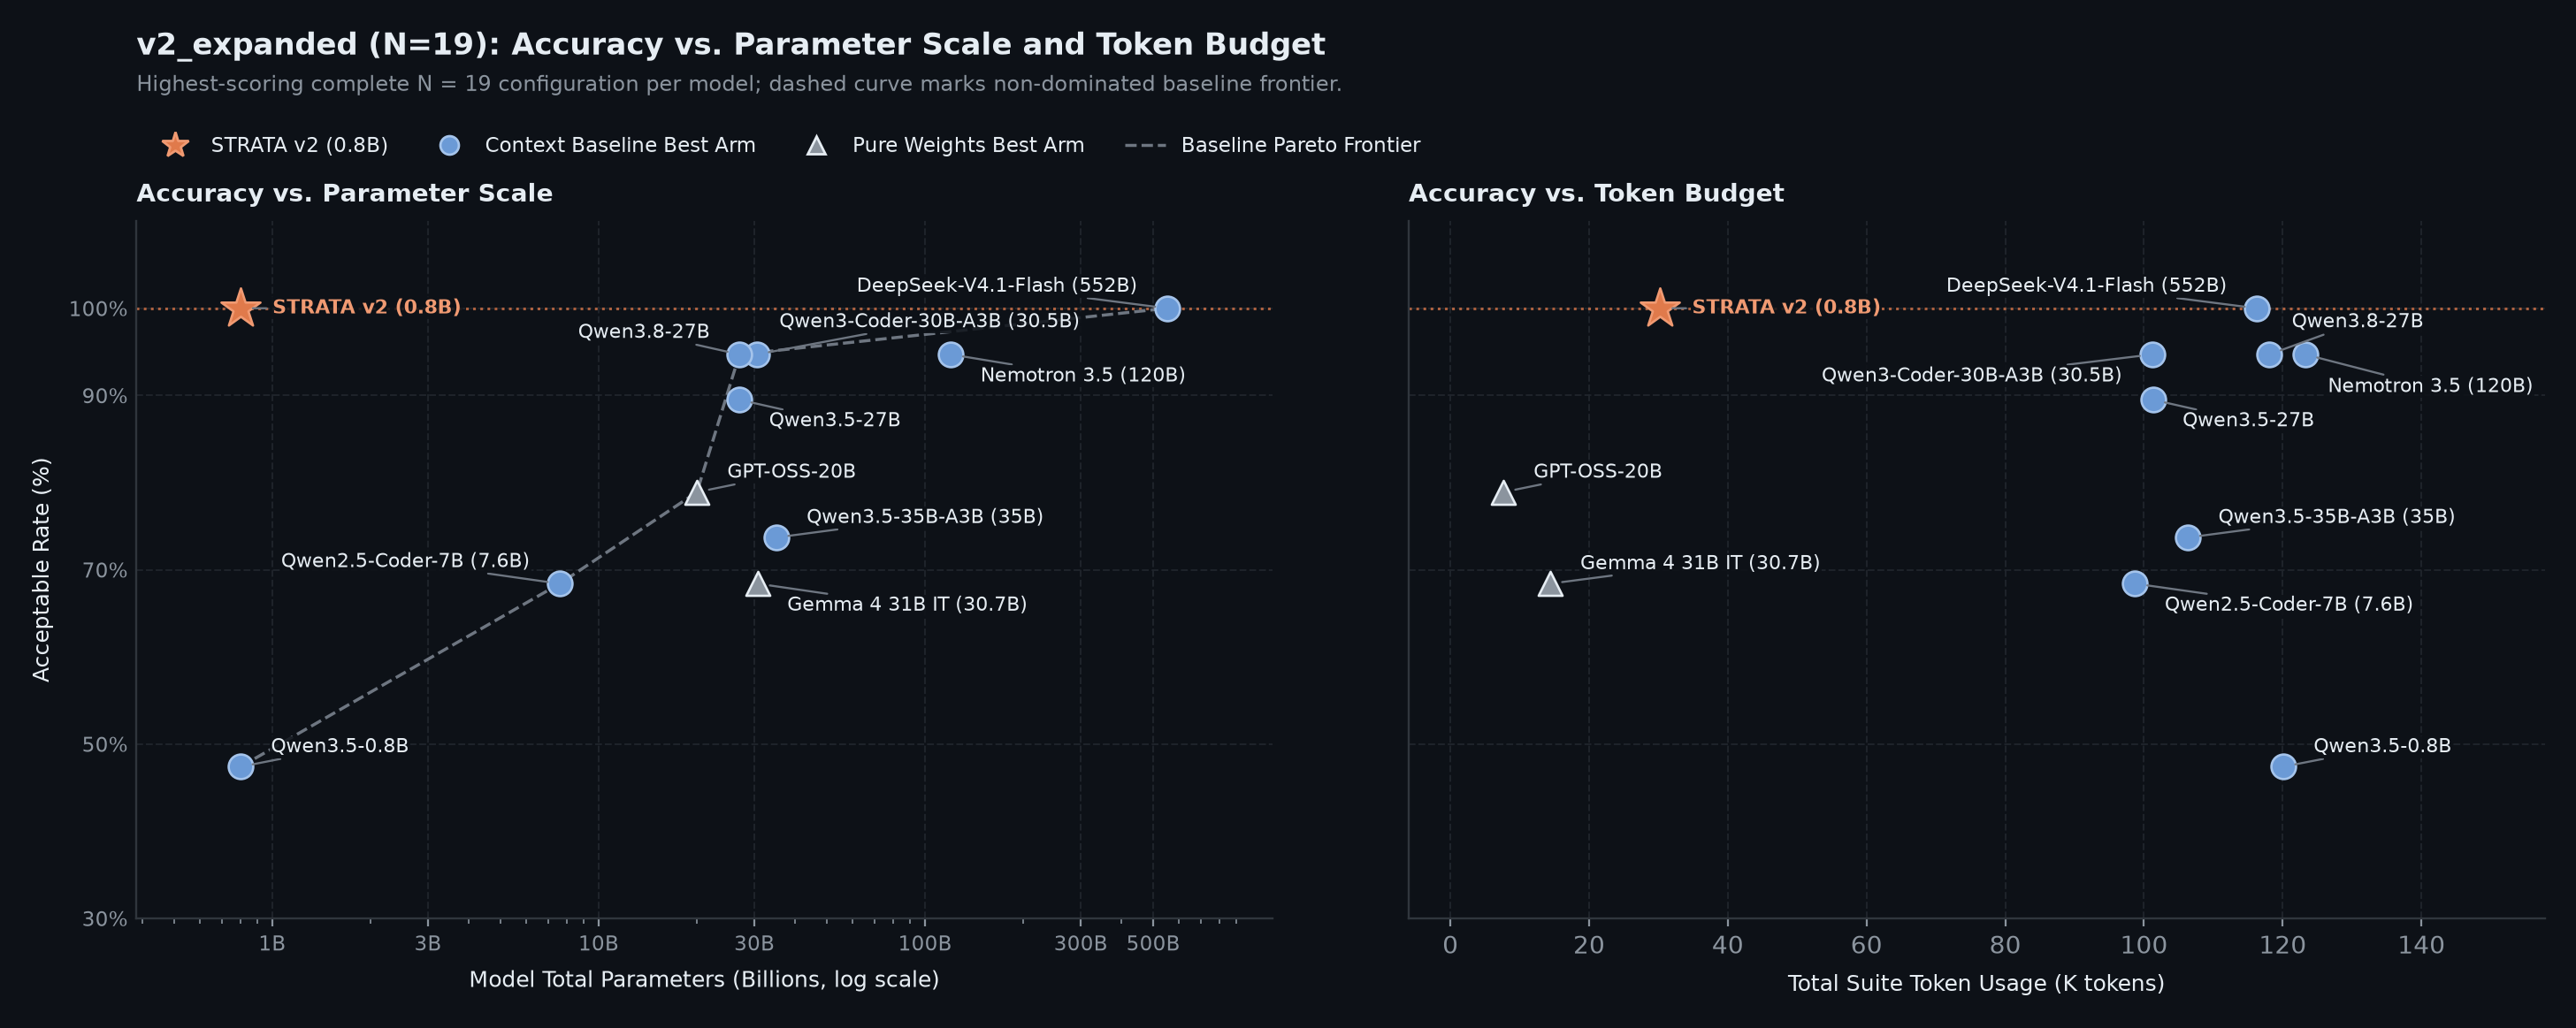 v2_expanded (N=19): Accuracy vs. Parameter Scale and Token Budget
Highest-scoring complete N = 19 configuration per model; dashed curve marks non-dominated baseline frontier.
STRATA v2 (0.8B)
Context Baseline Best Arm
Pure Weights Best Arm
Baseline Pareto Frontier
Accuracy vs. Parameter Scale
Acceptable Rate (%)
100%
90%
70%
50%
30%
STRATA v2 (0.8B)
DeepSeek-V4.1-Flash (552B)
Qwen3-Coder-30B-A3B (30.5B)
Qwen3.8-27B
Nemotron 3.5 (120B)
Qwen3.5-27B
GPT-OSS-20B
Qwen3.5-35B-A3B (35B)
Qwen2.5-Coder-7B (7.6B)
Gemma 4 31B IT (30.7B)
Qwen3.5-0.8B
1B
3B
10B
30B
100B
300B
500B
Model Total Parameters (Billions, log scale)
Accuracy vs. Token Budget
DeepSeek-V4.1-Flash (552B)
STRATA v2 (0.8B)
Qwen3.8-27B
Qwen3-Coder-30B-A3B (30.5B)
Nemotron 3.5 (120B)
Qwen3.5-27B
GPT-OSS-20B
Qwen3.5-35B-A3B (35B)
Gemma 4 31B IT (30.7B)
Qwen2.5-Coder-7B (7.6B)
Qwen3.5-0.8B
0
20
40
60
80
100
120
140
Total Suite Token Usage (K tokens)